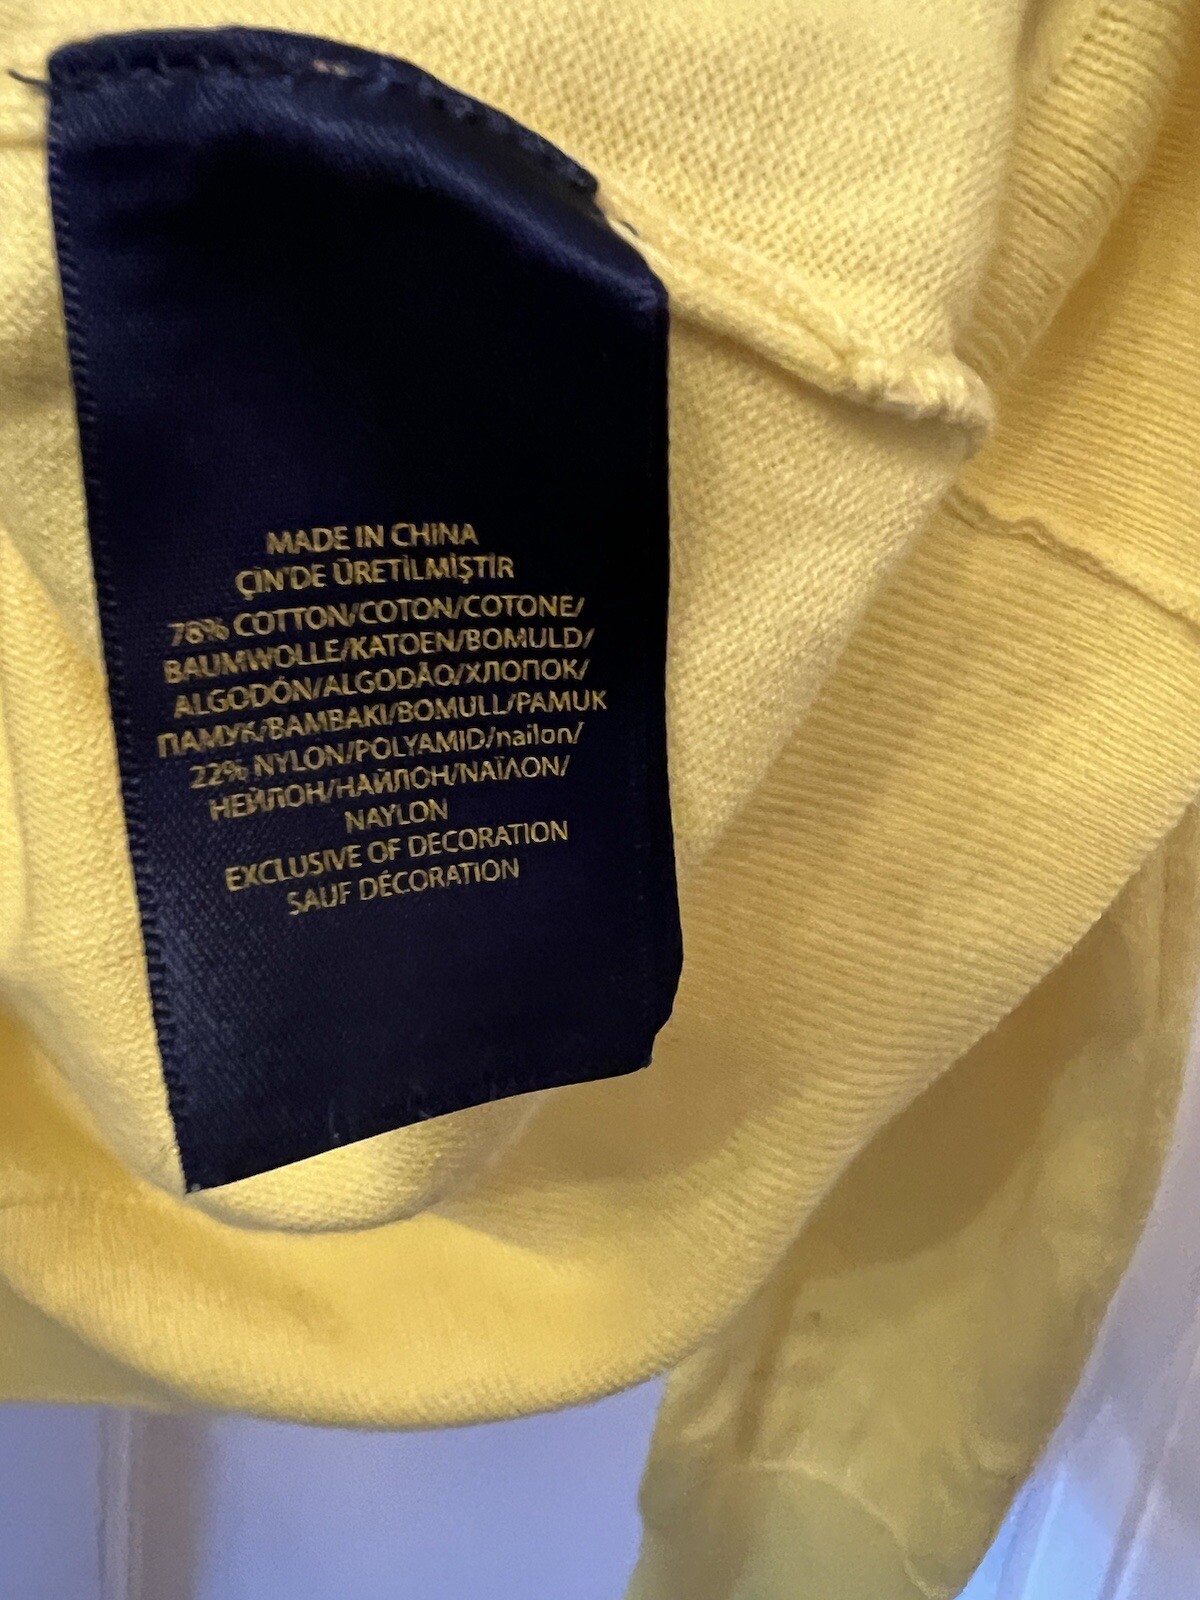 MADE IN CHINA
ÇİN'DE ÜRETİLMİŞTİR
78% COTTON/COTON/COTONE/
BAUMWOLLE/KATOEN/BOMULD/
ALGODÓN/ALGODÃO/ХЛОПОК/
ПАМУК/BAMBAKI/BOMULL/PAMUK
22% NYLON/POLYAMID/nailon/
НЕЙЛОН/НАЙЛОН/ΝΑΪΛΟΝ/
NAYLON
EXCLUSIVE OF DECORATION
SAUF DÉCORATION